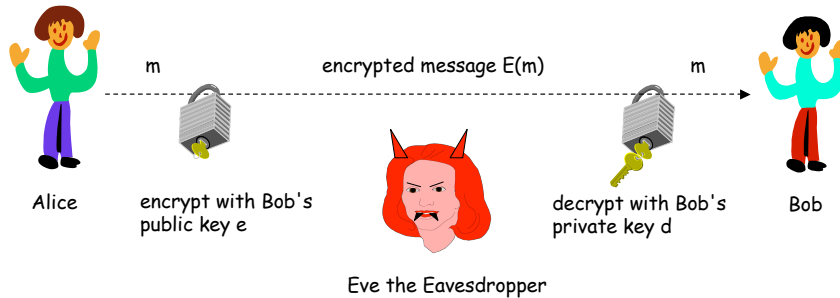 m
encrypted message E(m)
m
Alice
encrypt with Bob's
public key e
decrypt with Bob's
private key d
Bob
Eve the Eavesdropper